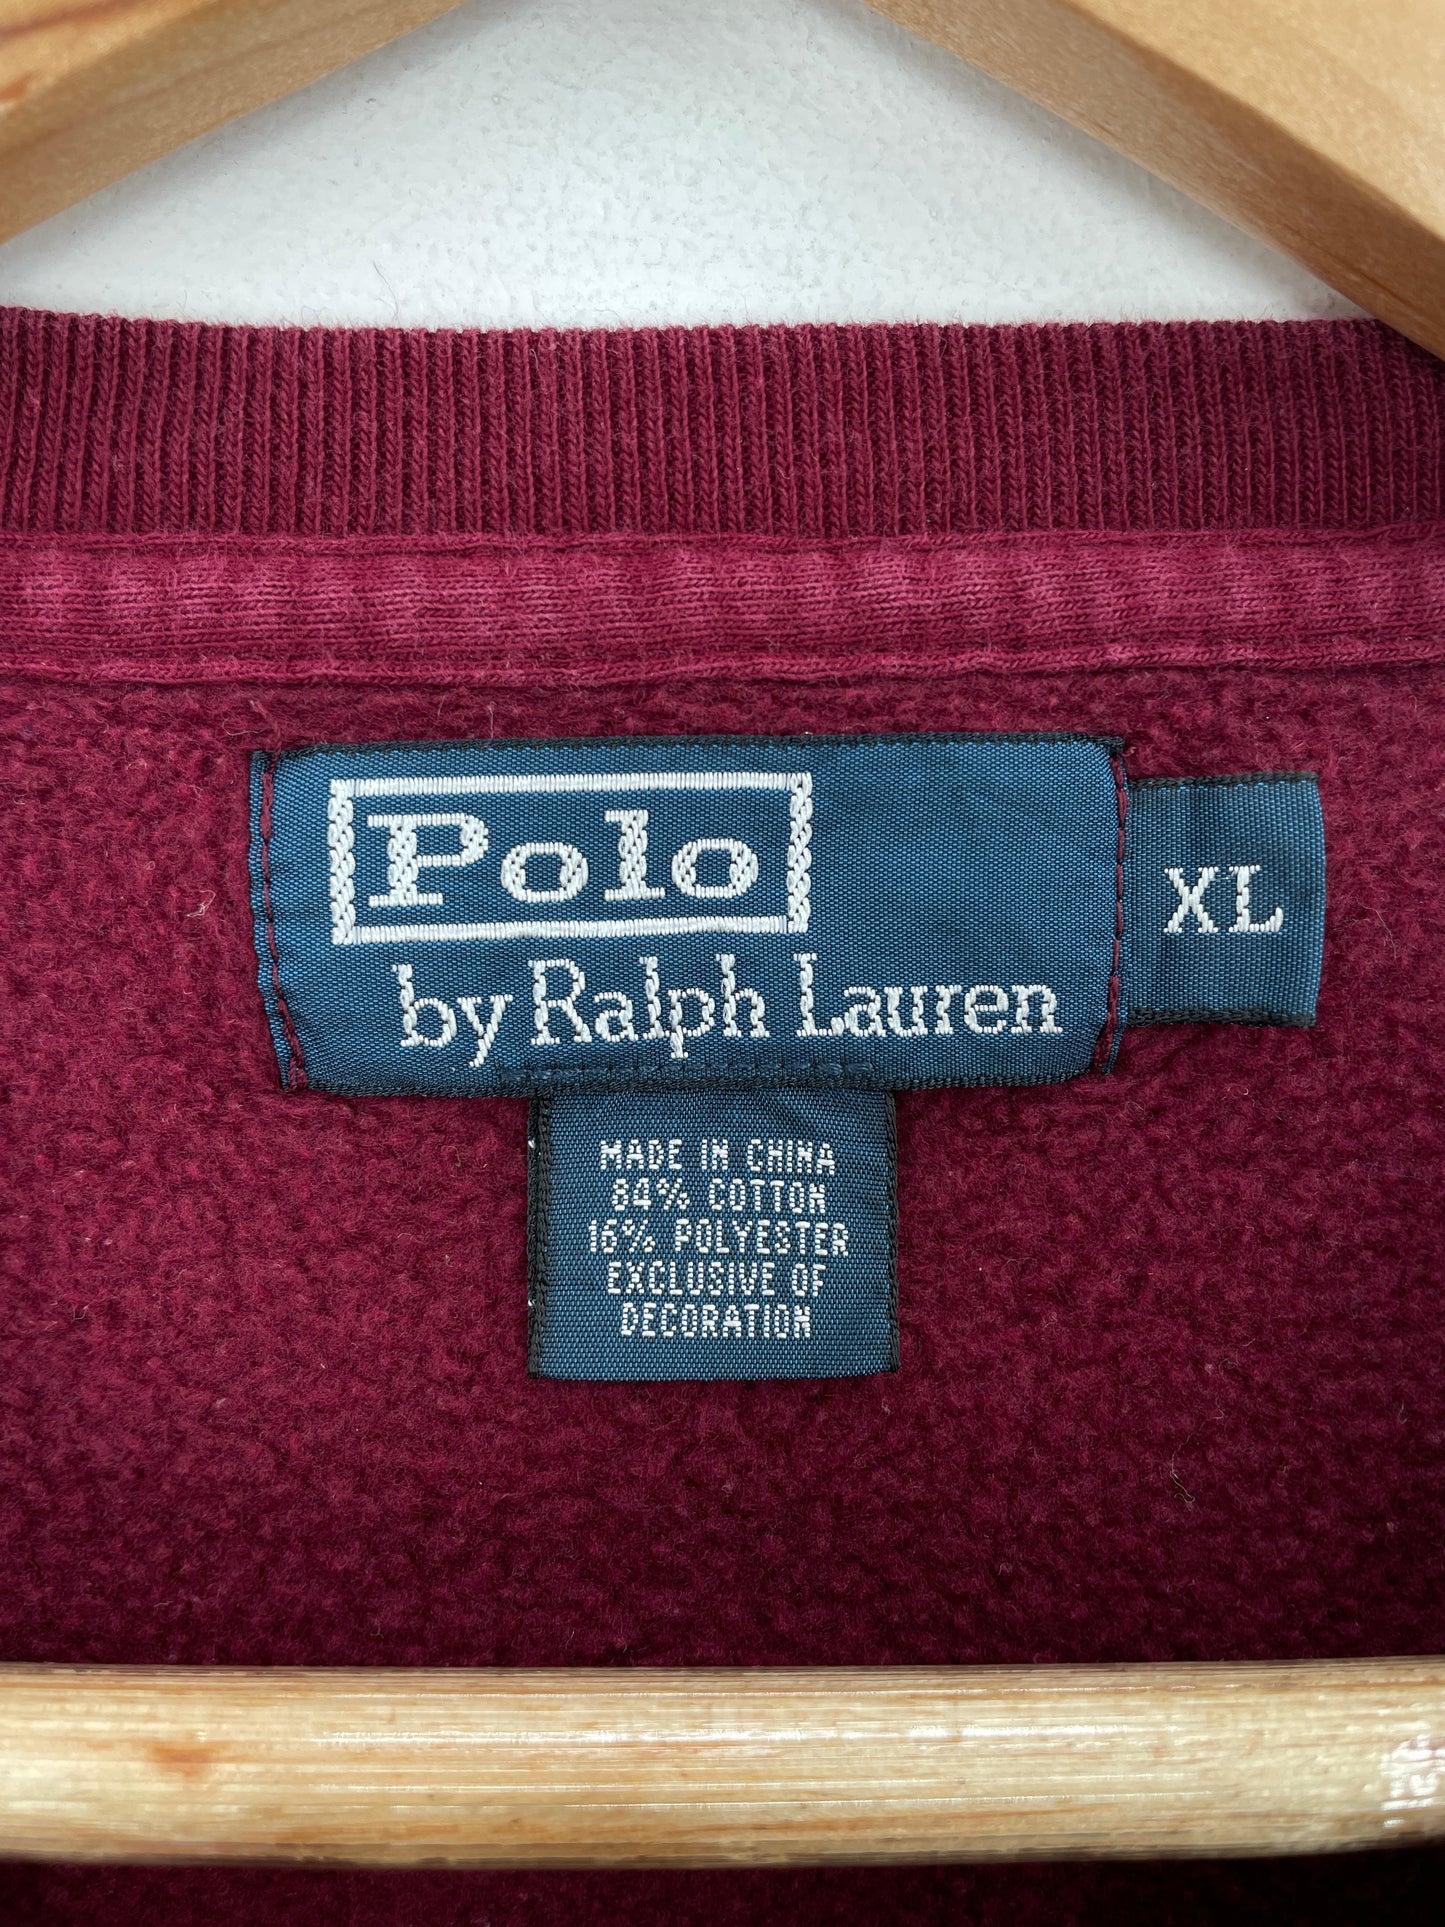 Polo
by Ralph Lauren
XL
MADE IN CHINA
84% COTTON
16% POLYESTER
EXCLUSIVE OF
DECORATION